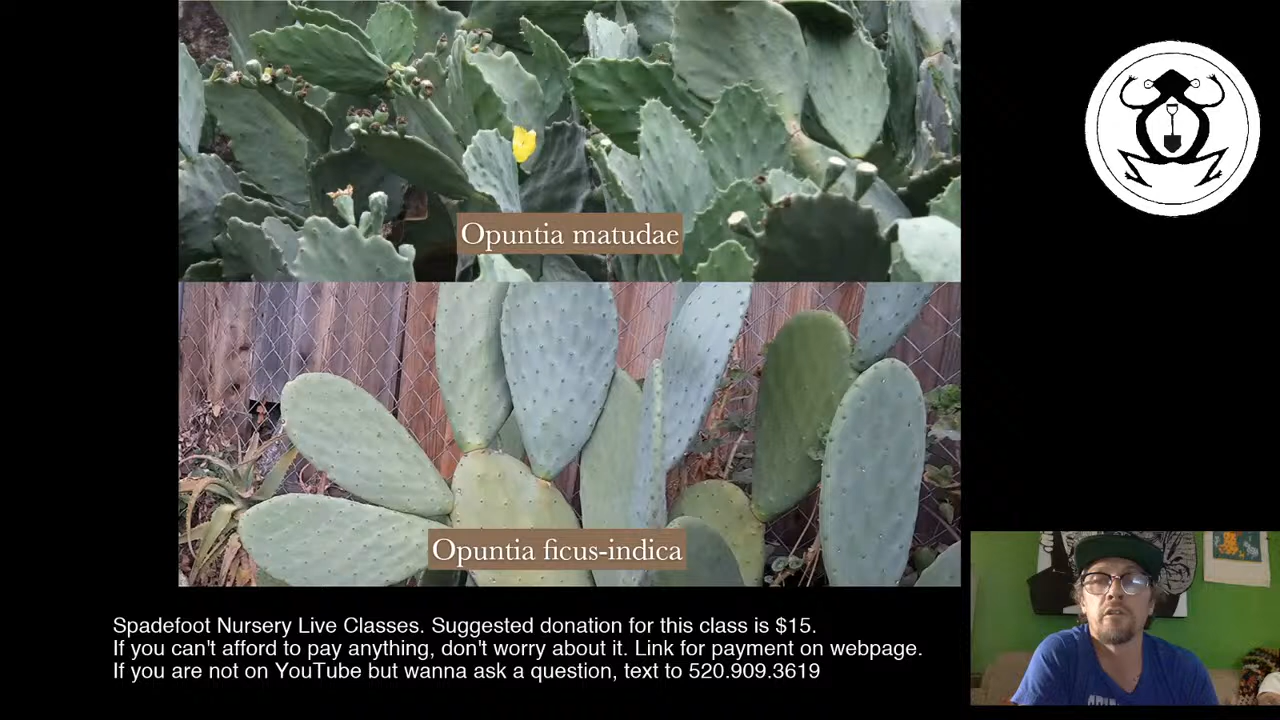 Opuntia matudae
Opuntia ficus-indica
Spadefoot Nursery Live Classes. Suggested donation for this class is $15.
If you can't afford to pay anything, don't worry about it. Link for payment on webpage.
If you are not on YouTube but wanna ask a question, text to 520.909.3619